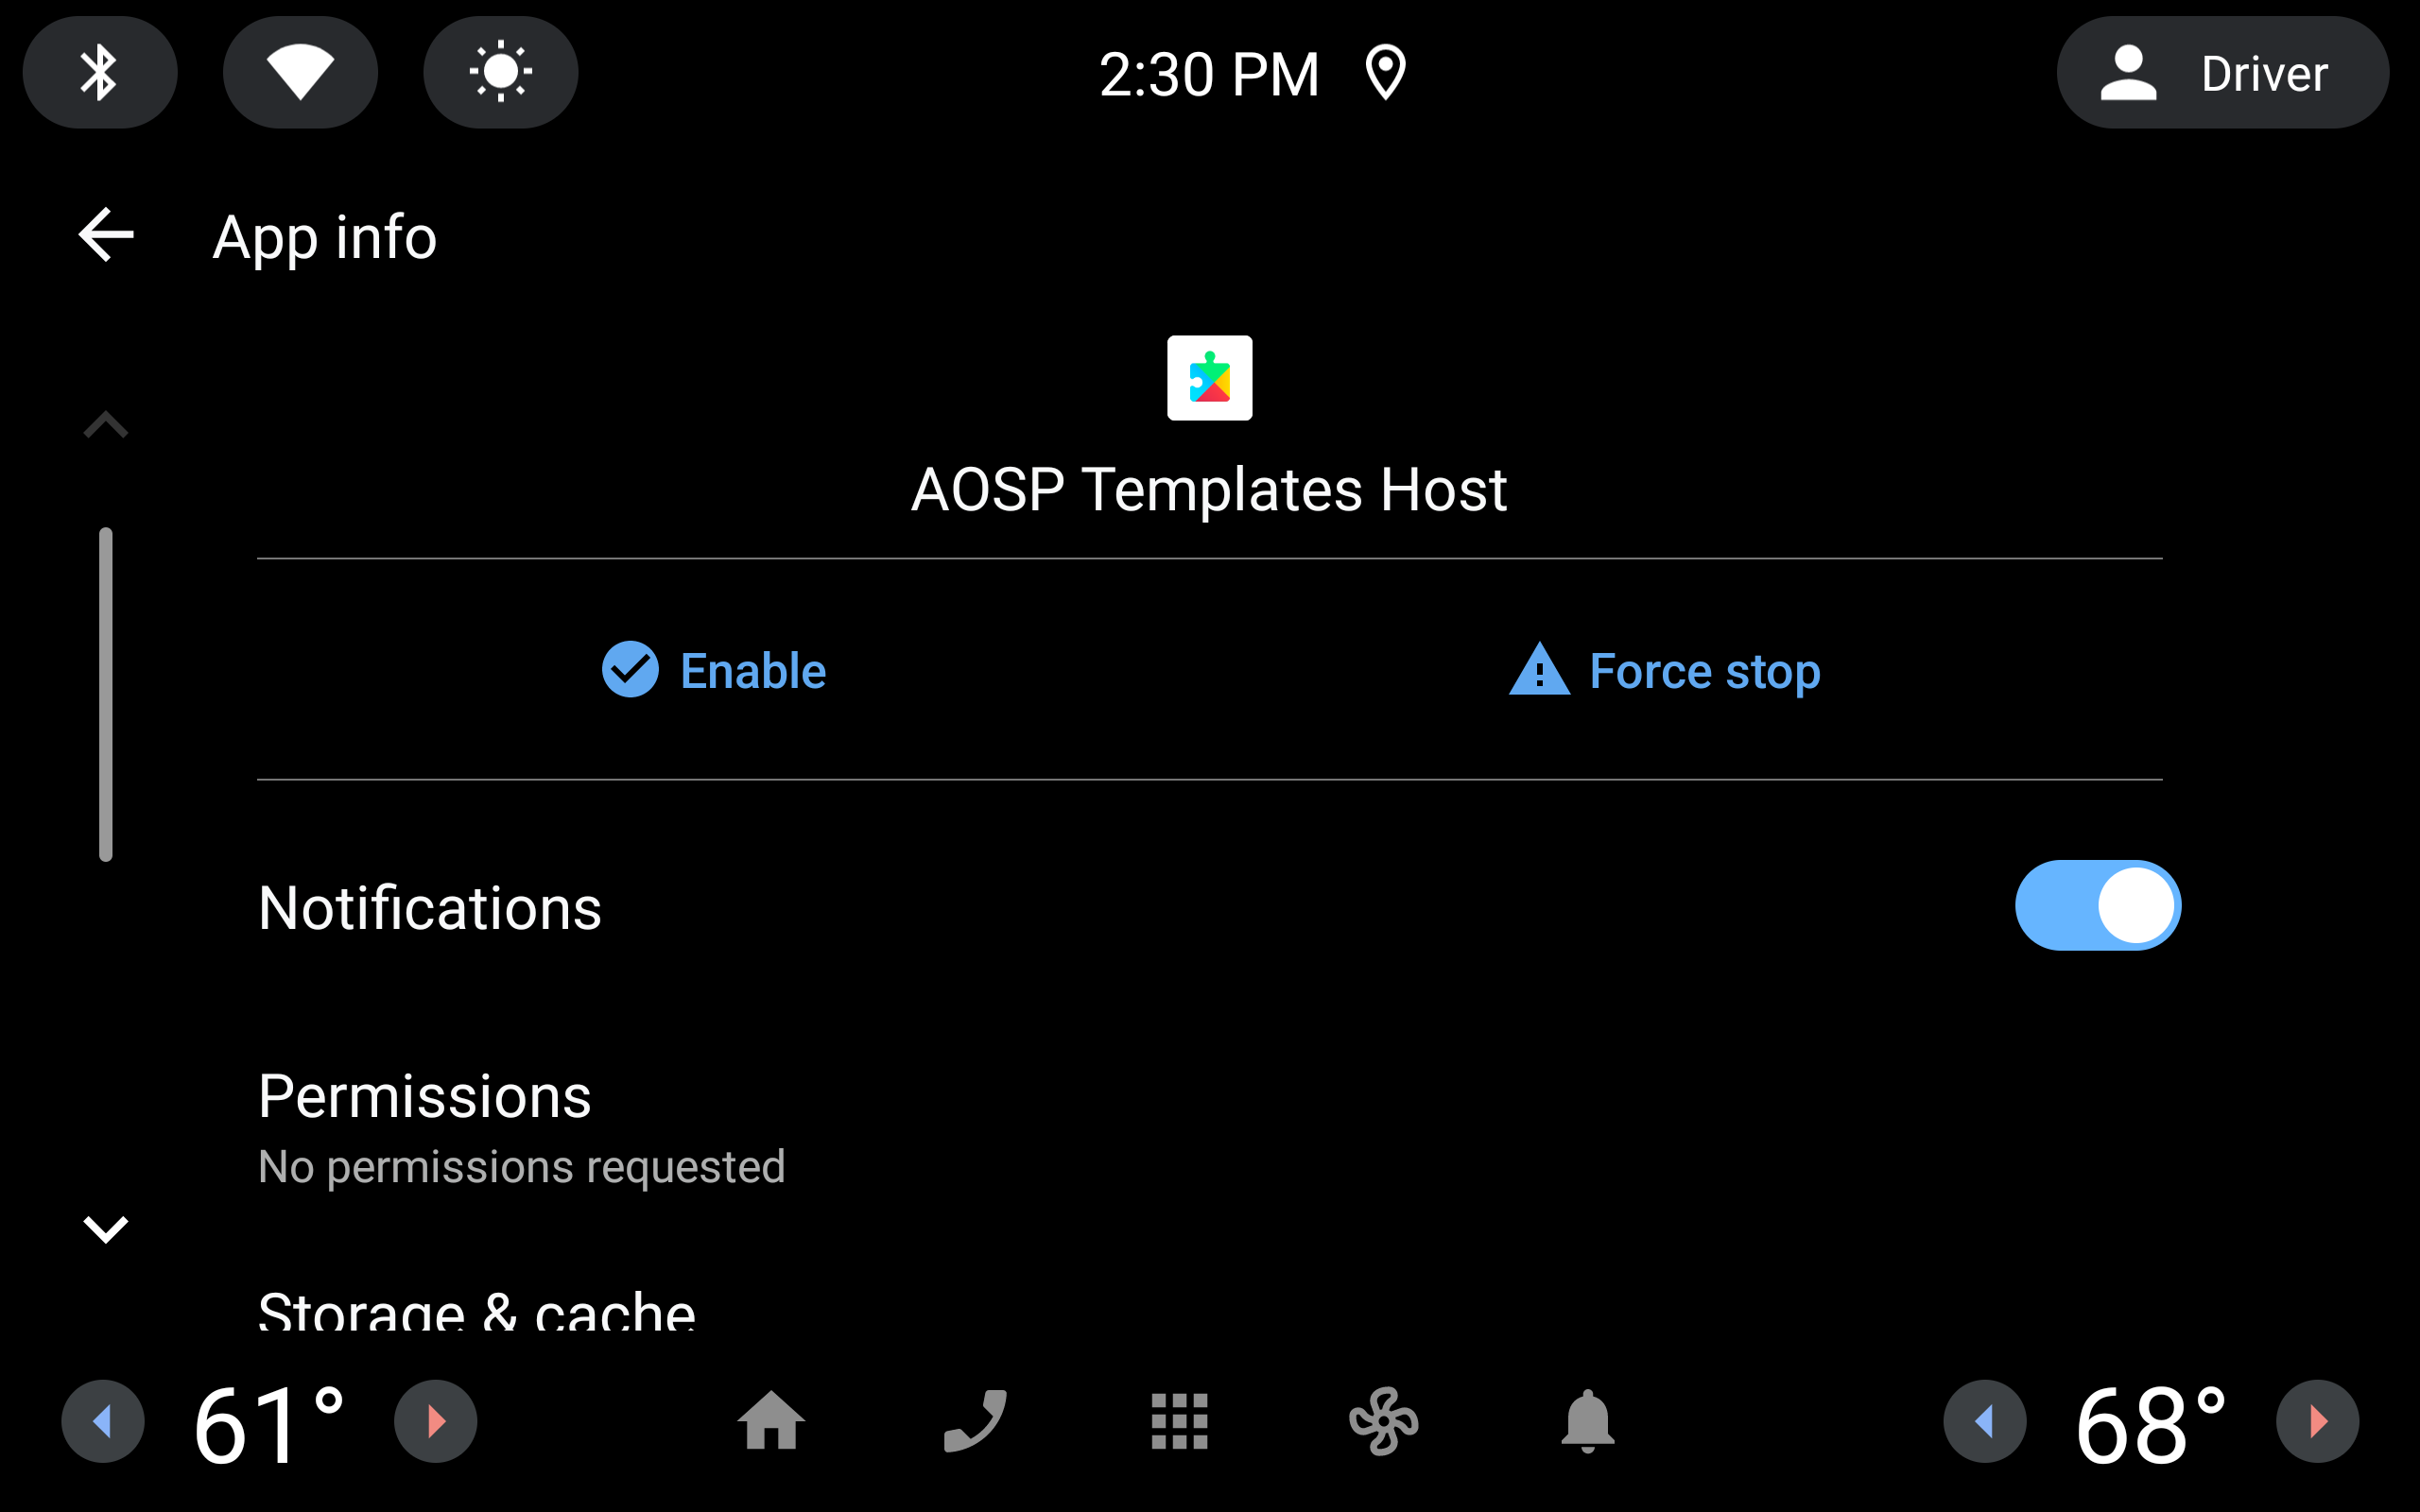 2:30 PM
Driver
App info
AOSP Templates Host
Enable
Force stop
Notifications
Permissions
No permissions requested
Storage & cache
61°
68°